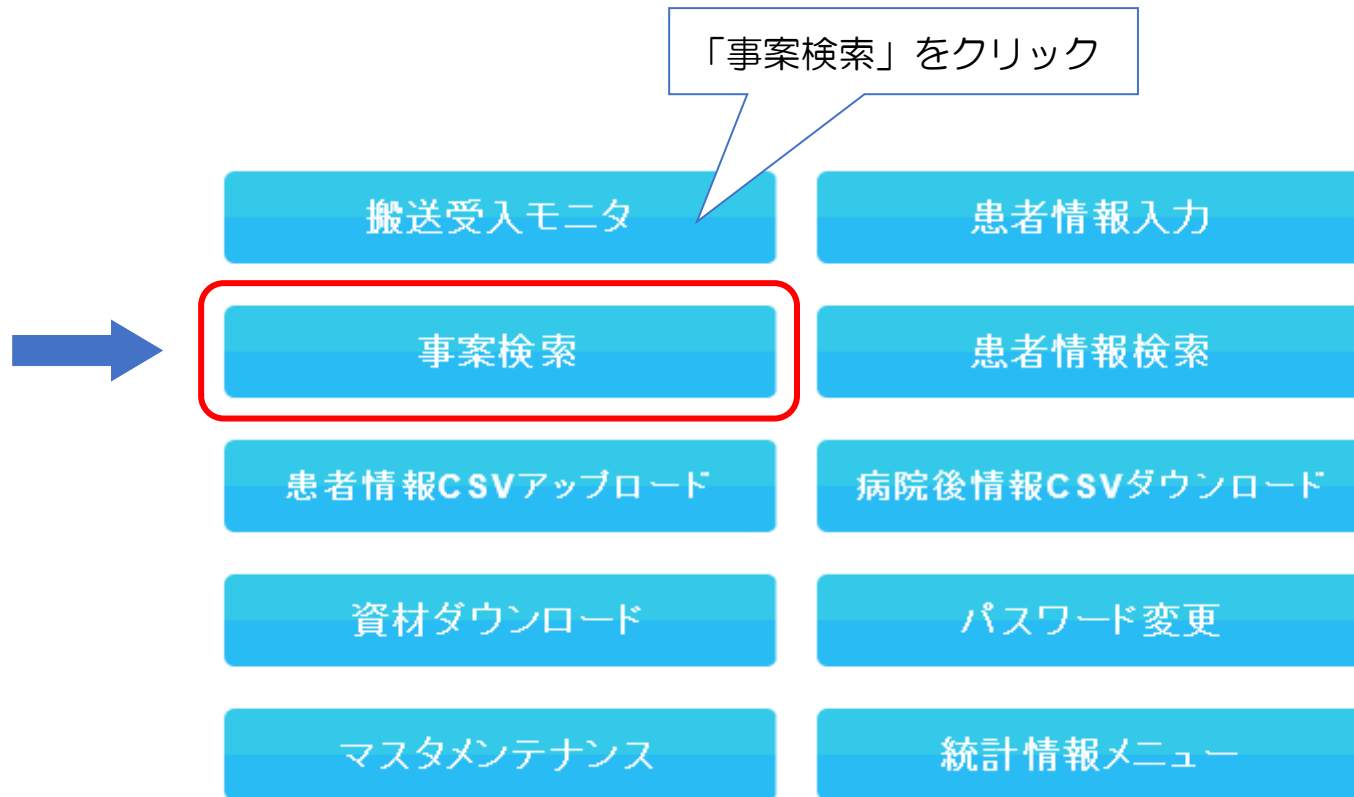 「事案検索」をクリック
搬送受入モニタ
患者情報入力
事案検索
患者情報検索
患者情報CSVアップロード
病院後情報CSVダウンロード
資材ダウンロード
パスワード変更
マスタメンテナンス
統計情報メニュー